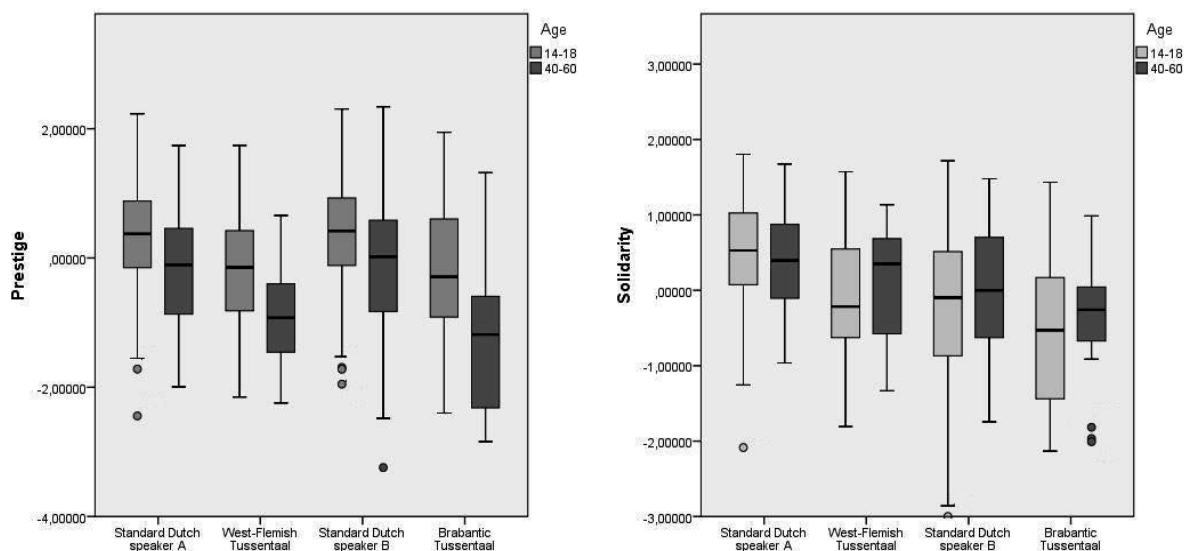 Age
14-18
40-60
2,00000
,00000
-2,00000
-4,00000
Prestige
Standard Dutch
speaker A
West-Flemish
Tussentaal
Standard Dutch
speaker B
Brabantic
Tussentaal
Age
14-18
40-60
3,00000
2,00000
1,00000
,00000
-1,00000
-2,00000
-3,00000
Solidarity
Standard Dutch
speaker A
West-Flemish
Tussentaal
Standard Dutch
speaker B
Brabantic
Tussentaal